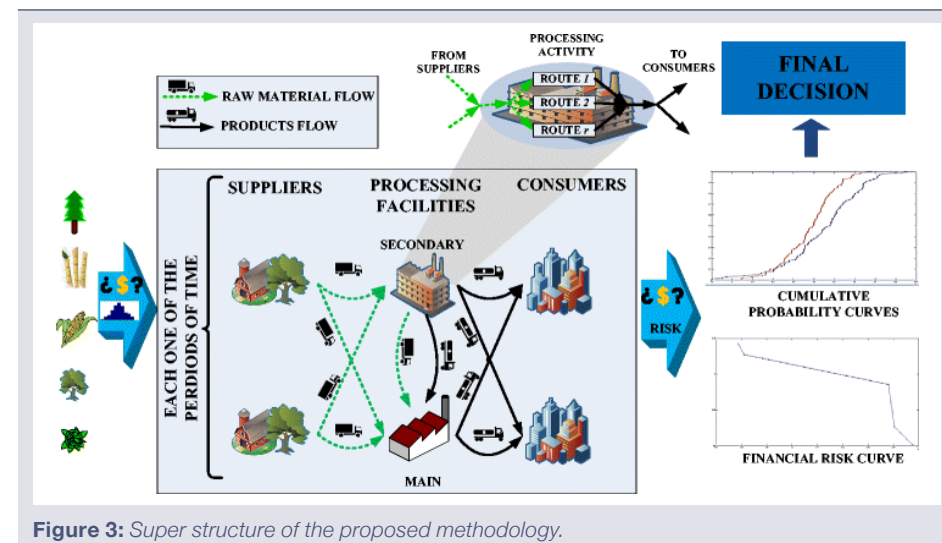 PROCESSING
ACTIVITY
FROM
SUPPLIERS
TO
CONSUMERS
ROUTE 1
ROUTE 2
ROUTE r
FINAL
DECISION
RAW MATERIAL FLOW
PRODUCTS FLOW
SUPPLIERS
PROCESSING
FACILITIES
CONSUMERS
SECONDARY
EACH ONE OF THE
PERDIODS OF TIME
¿$?
¿$?
RISK
MAIN
CUMULATIVE
PROBABILITY CURVES
FINANCIAL RISK CURVE
Figure 3: Super structure of the proposed methodology.